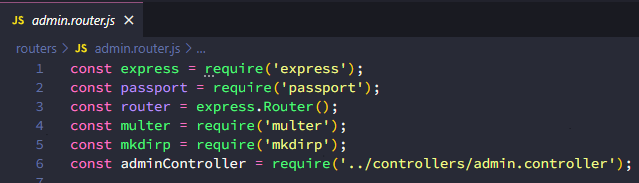 JS admin.router.js ×
routers > JS admin.router.js > ...
1 const express = require('express');
2 const passport = require('passport');
3 const router = express.Router();
4 const multer = require('multer');
5 const mkdirp = require('mkdirp');
6 const adminController = require('../controllers/admin.controller');